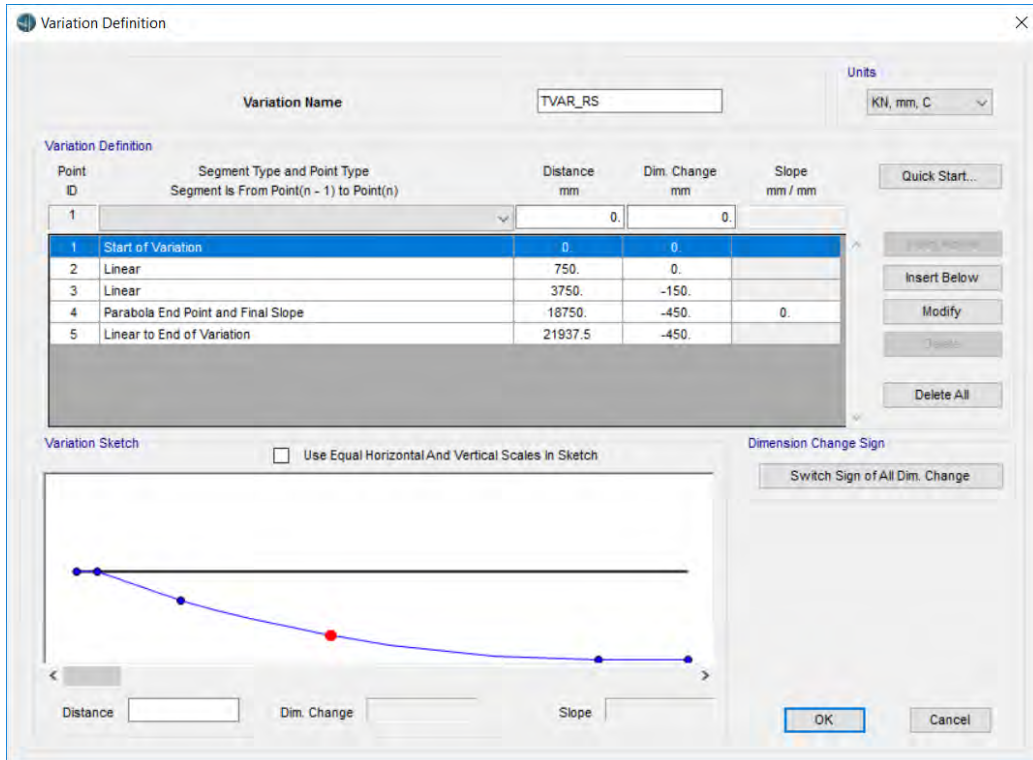 Variation Definition
Units
Variation Name TVAR_RS KN, mm, C
Variation Definition
Point Segment Type and Point Type Distance Dim. Change Slope
ID Segment Is From Point(n - 1) to Point(n) mm mm mm / mm
Quick Start...
1 0. 0.
1 Start of Variation 0. 0.
2 Linear 750. 0.
Insert Below
3 Linear 3750. -150.
4 Parabola End Point and Final Slope 18750. -450. 0.
Modify
5 Linear to End of Variation 21937.5 -450.
Delete
Delete All
Variation Sketch
Use Equal Horizontal And Vertical Scales In Sketch
Dimension Change Sign
Switch Sign of All Dim. Change
Distance Dim. Change Slope
OK Cancel